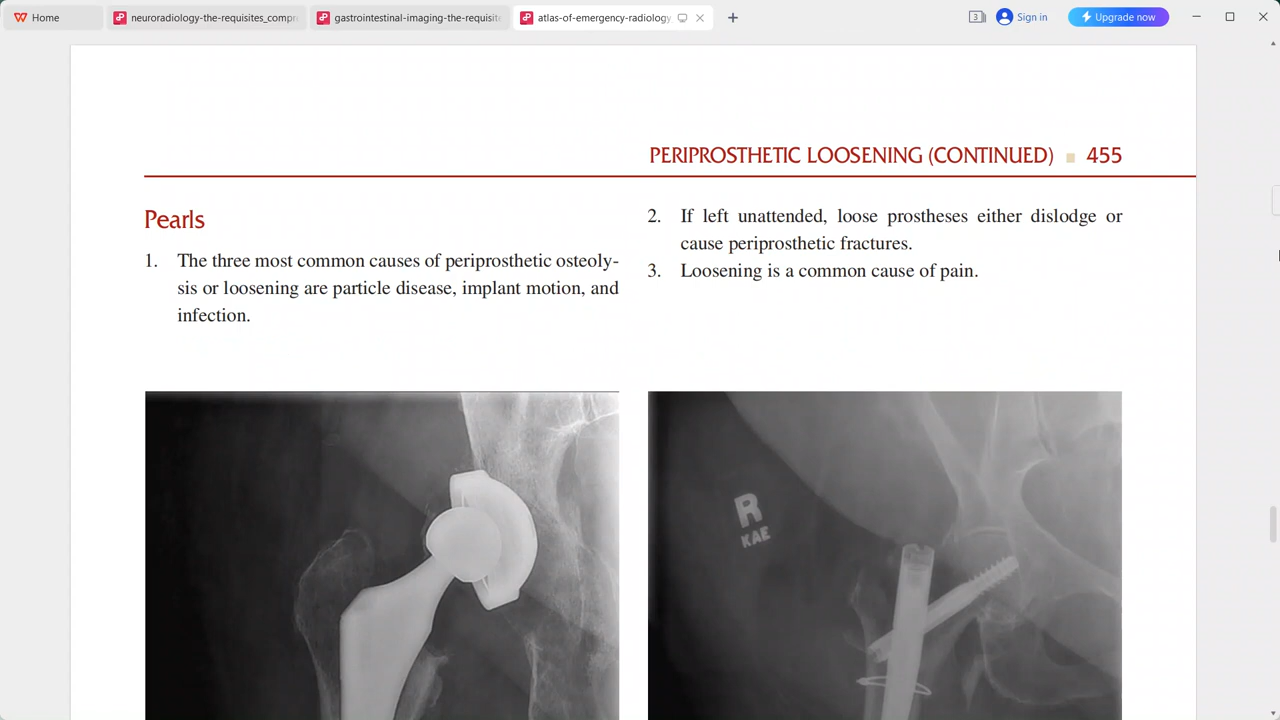 Home
neuroradiology-the-requisites_compr
gastrointestinal-imaging-the-requisite
atlas-of-emergency-radiology
3
Sign in
Upgrade now
PERIPROSTHETIC LOOSENING (CONTINUED) ■ 455
Pearls
1. The three most common causes of periprosthetic osteoly-
sis or loosening are particle disease, implant motion, and
infection.
2. If left unattended, loose prostheses either dislodge or
cause periprosthetic fractures.
3. Loosening is a common cause of pain.
R
KAE